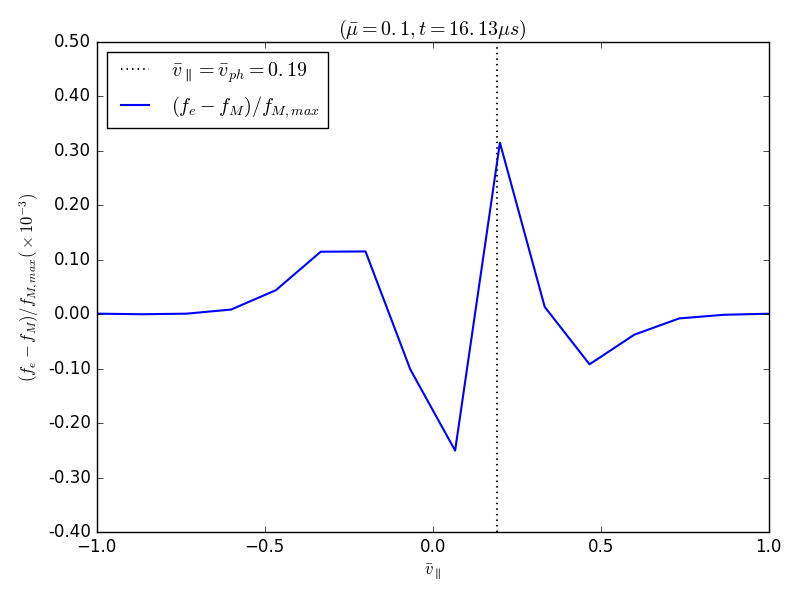 (μ̄ = 0.1, t = 16.13μs)
v̄∥ = v̄ph = 0.19
(fe − fM)/fM,max
0.50
0.40
0.30
0.20
0.10
0.00
-0.10
-0.20
-0.30
-0.40
(fe − fM)/fM,max(×10⁻³)
−1.0 −0.5 0.0 0.5 1.0
v̄∥